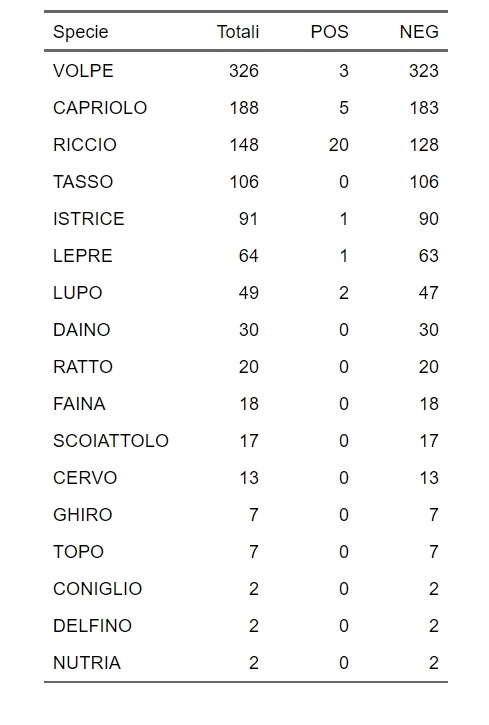 Specie Totali POS NEG
VOLPE 326 3 323
CAPRIOLO 188 5 183
RICCIO 148 20 128
TASSO 106 0 106
ISTRICE 91 1 90
LEPRE 64 1 63
LUPO 49 2 47
DAINO 30 0 30
RATTO 20 0 20
FAINA 18 0 18
SCOIATTOLO 17 0 17
CERVO 13 0 13
GHIRO 7 0 7
TOPO 7 0 7
CONIGLIO 2 0 2
DELFINO 2 0 2
NUTRIA 2 0 2